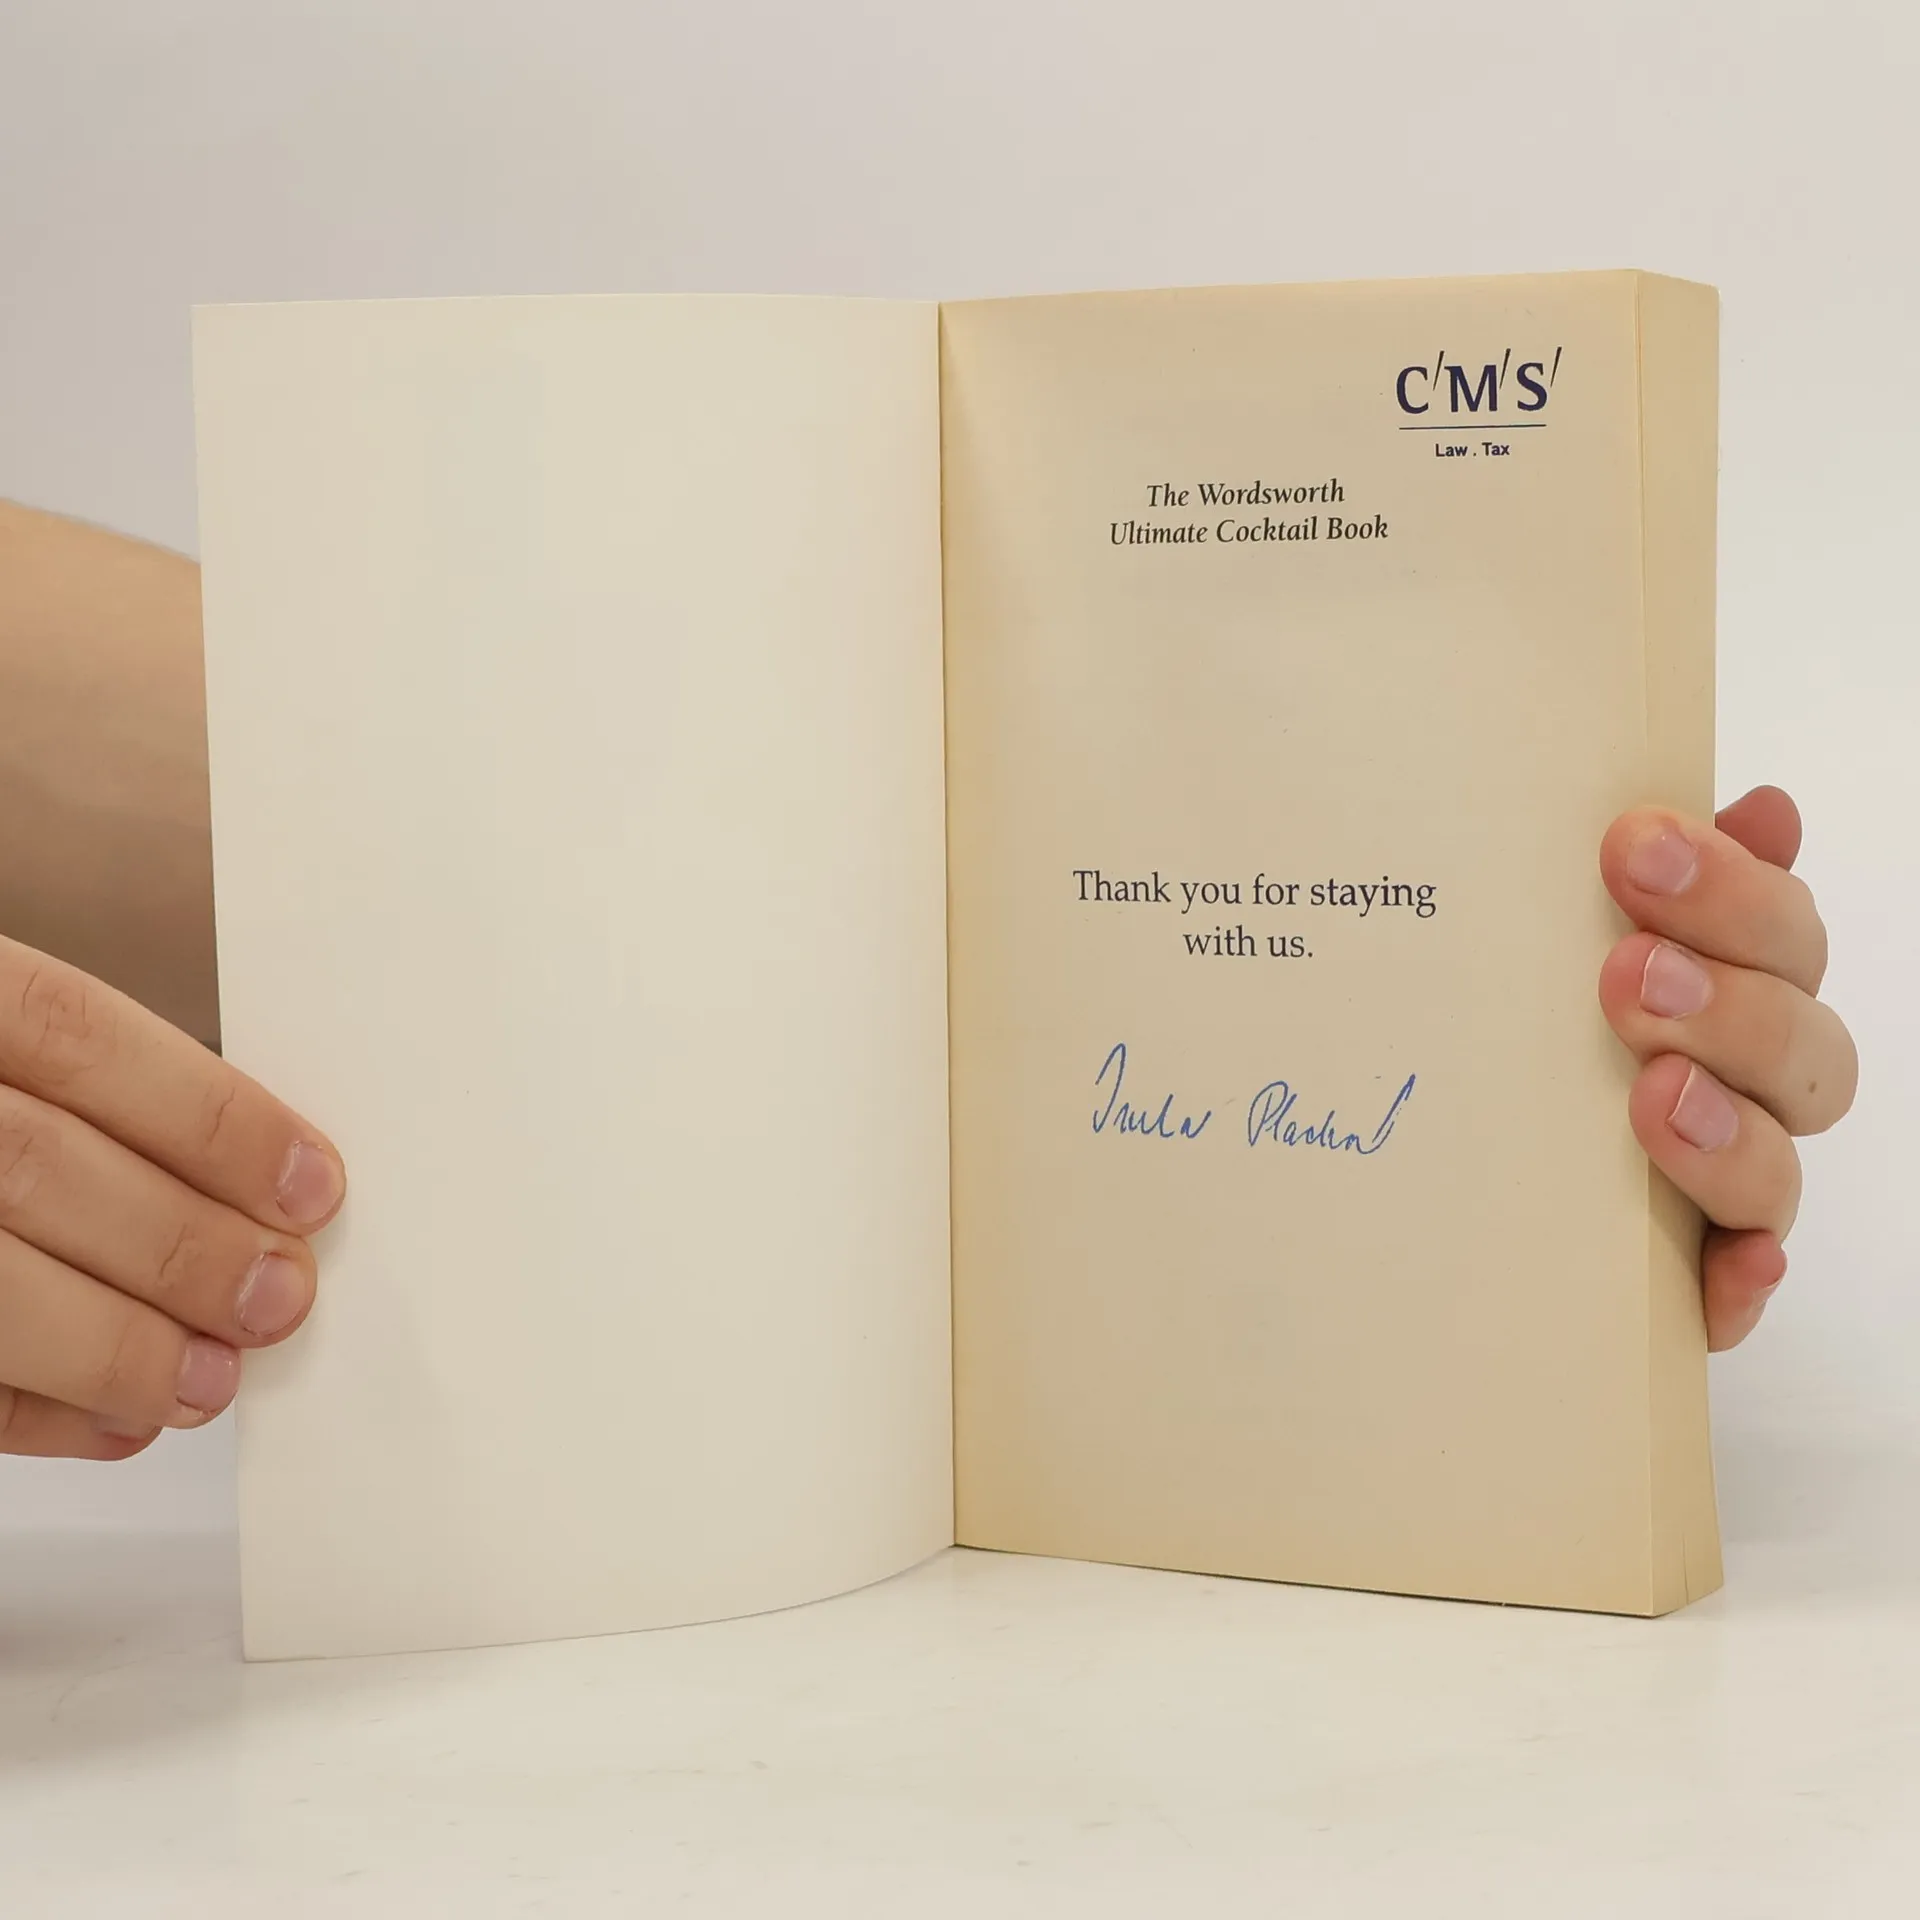 C/M/S/
Law . Tax
The Wordsworth
Ultimate Cocktail Book
Thank you for staying
with us.